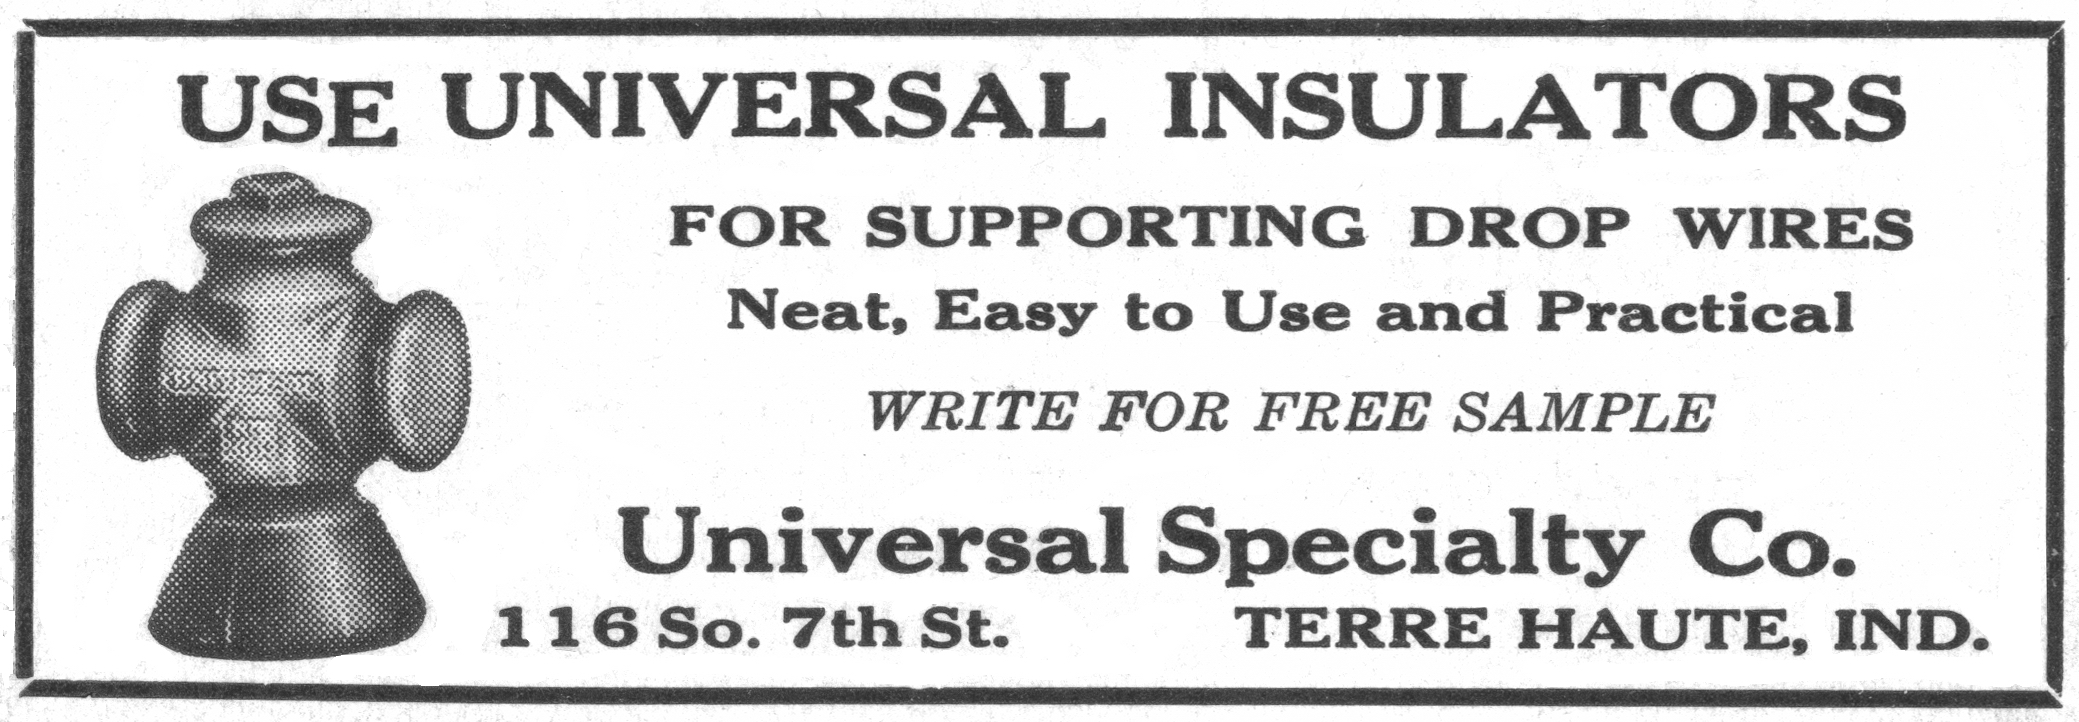 USE UNIVERSAL INSULATORS
FOR SUPPORTING DROP WIRES
Neat, Easy to Use and Practical
WRITE FOR FREE SAMPLE
Universal Specialty Co.
116 So. 7th St. TERRE HAUTE, IND.